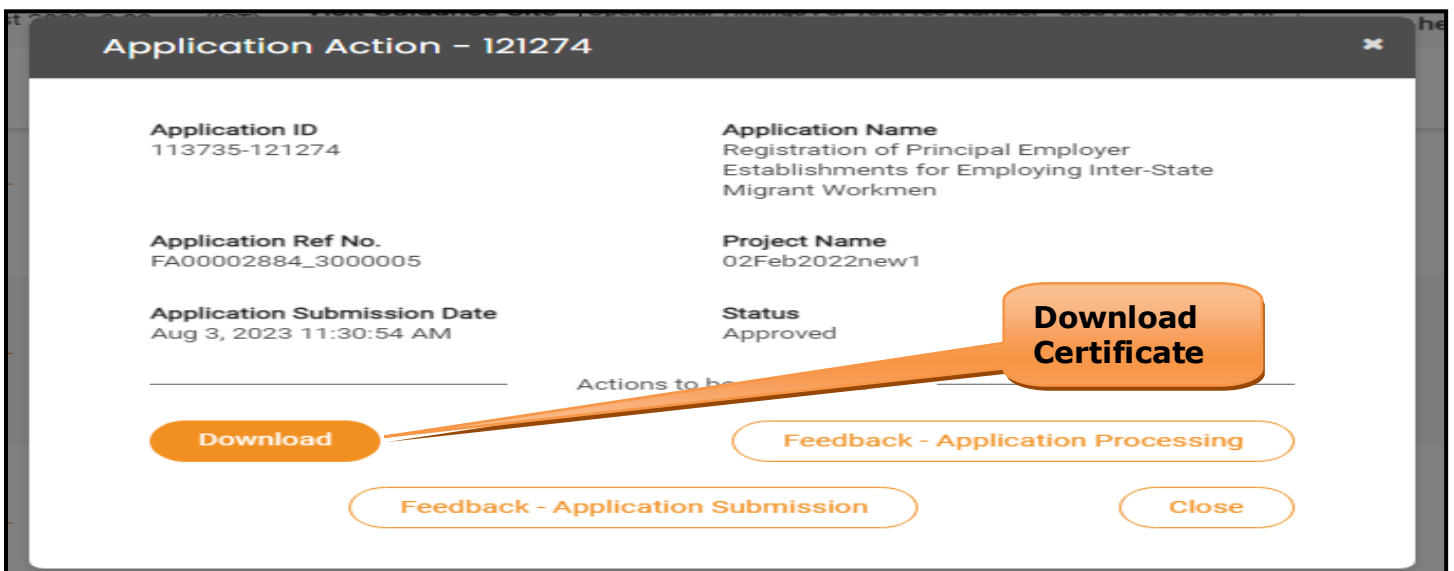 Application Action – 121274
Application ID
113735-121274
Application Name
Registration of Principal Employer
Establishments for Employing Inter-State
Migrant Workmen
Application Ref No.
FA00002884_3000005
Project Name
02Feb2022new1
Application Submission Date
Aug 3, 2023 11:30:54 AM
Status
Approved
Download
Certificate
Actions to
Download
Feedback - Application Processing
Feedback - Application Submission
Close